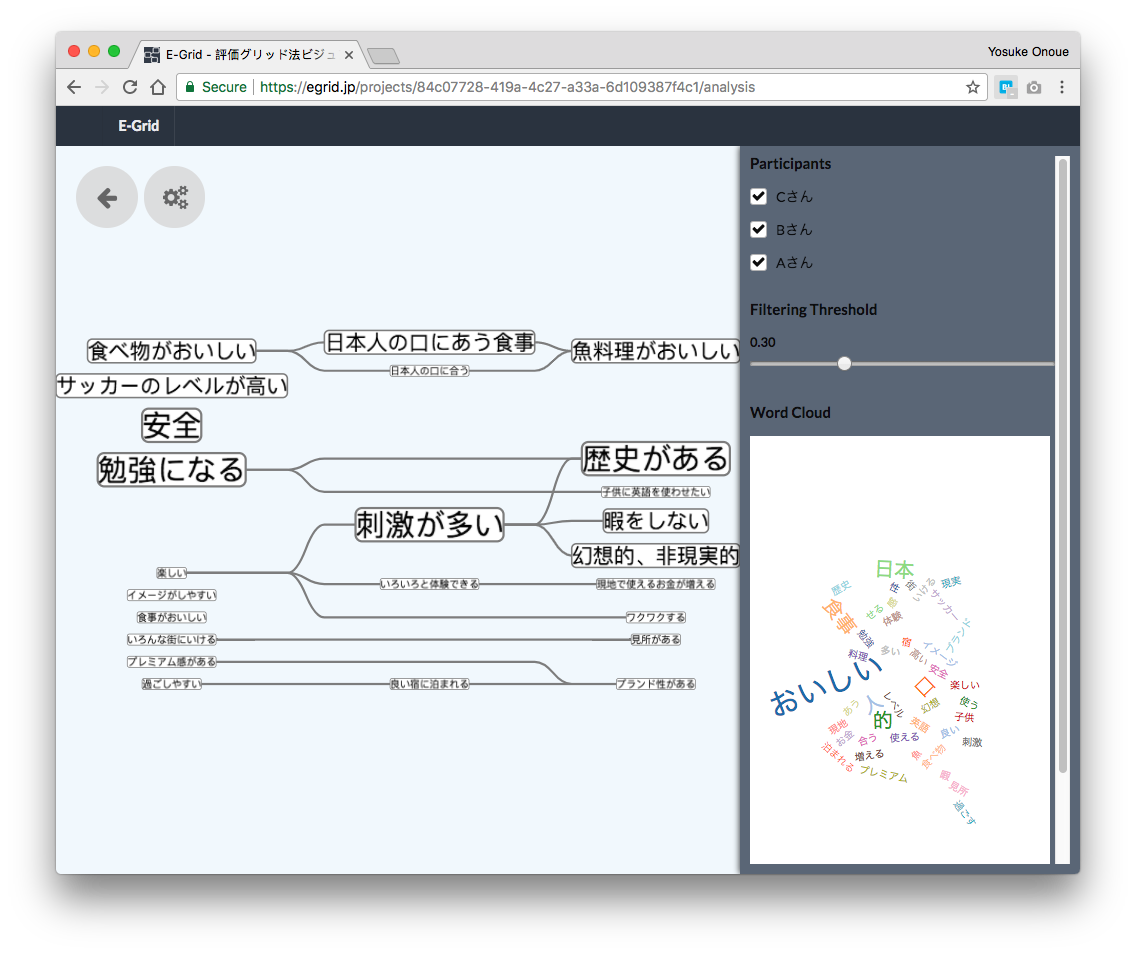 E-Grid - 評価グリッド法ビジュ
Yosuke Onoue
Secure
https://egrid.jp/projects/84c07728-419a-4c27-a33a-6d109387f4c1/analysis
E-Grid
食べ物がおいしい
日本人の口にあう食事
魚料理がおいしい
日本人の口に合う
サッカーのレベルが高い
安全
勉強になる
歴史がある
子供に英語を使わせたい
刺激が多い
暇をしない
幻想的、非現実的
楽しい
いろいろと体験できる
現地で使えるお金が増える
イメージがしやすい
食事がおいしい
ワクワクする
いろんな街にいける
見所がある
プレミアム感がある
過ごしやすい
良い宿に泊まれる
ブランド性がある
Participants
Cさん
Bさん
Aさん
Filtering Threshold
0.30
Word Cloud
日本
歴史
性
街
いける
現実
食事
せる
感
サッカー
体験
勉強
ブランド
宿
料理
多い
高い
イメージ
安全
おいしい
口
楽しい
人
レベル
あう
的
幻想
使う
子供
現地
お金
合う
使える
英語
良い
刺激
泊まれる
増える
魚
食べ物
プレミアム
暇
見所
過ごす